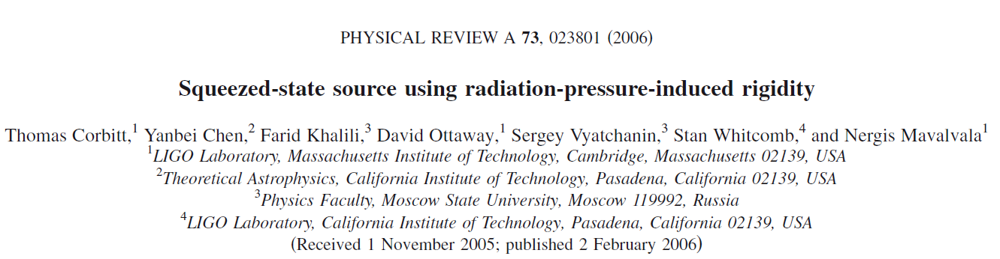 PHYSICAL REVIEW A 73, 023801 (2006)
Squeezed-state source using radiation-pressure-induced rigidity
Thomas Corbitt,1 Yanbei Chen,2 Farid Khalili,3 David Ottaway,1 Sergey Vyatchanin,3 Stan Whitcomb,4 and Nergis Mavalvala1
1LIGO Laboratory, Massachusetts Institute of Technology, Cambridge, Massachusetts 02139, USA
2Theoretical Astrophysics, California Institute of Technology, Pasadena, California 02139, USA
3Physics Faculty, Moscow State University, Moscow 119992, Russia
4LIGO Laboratory, California Institute of Technology, Pasadena, California 02139, USA
(Received 1 November 2005; published 2 February 2006)